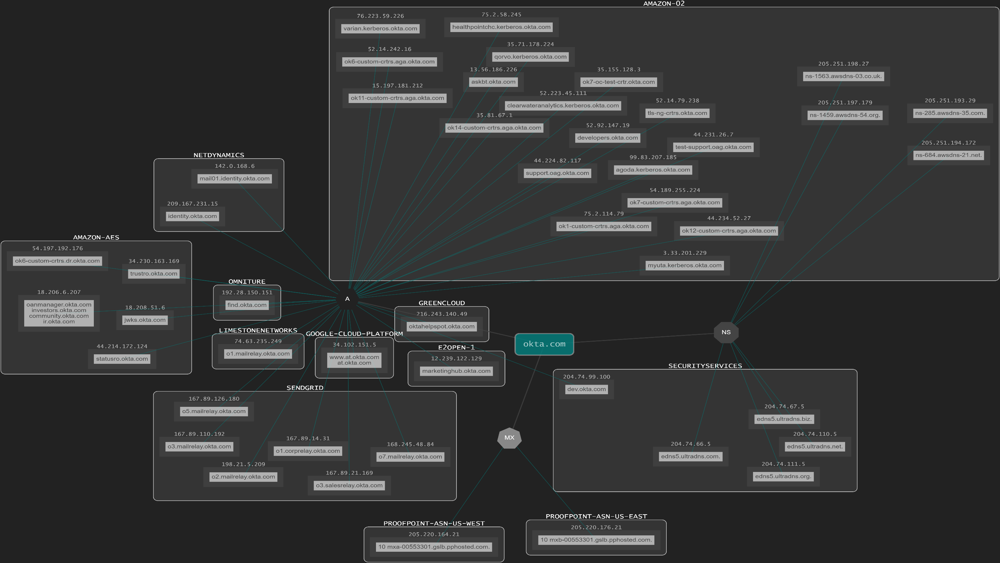 AMAZON-02
76.223.59.226
varian.kerberos.okta.com
75.2.58.245
healthpointchc.kerberos.okta.com
52.14.242.16
ok6-custom-crtrs.aga.okta.com
35.71.178.224
qorvo.kerberos.okta.com
15.197.181.212
ok11-custom-crtrs.aga.okta.com
13.56.186.226
askbt.okta.com
35.155.128.3
ok7-oc-test-crtr.okta.com
52.223.45.111
clearwateranalytics.kerberos.okta.com
35.81.67.1
ok14-custom-crtrs.aga.okta.com
52.14.79.238
tls-ng-crtrs.okta.com
52.92.147.19
developers.okta.com
44.231.26.7
test-support.oag.okta.com
44.224.82.117
support.oag.okta.com
99.83.207.185
agoda.kerberos.okta.com
54.189.255.224
ok7-custom-crtrs.aga.okta.com
75.2.114.79
ok1-custom-crtrs.aga.okta.com
44.234.52.27
ok12-custom-crtrs.aga.okta.com
3.33.201.229
myuta.kerberos.okta.com
205.251.198.27
ns-1563.awsdns-03.co.uk.
205.251.197.179
ns-1459.awsdns-54.org.
205.251.193.29
ns-285.awsdns-35.com.
205.251.194.172
ns-684.awsdns-21.net.
NETDYNAMICS
142.0.168.6
mail01.identity.okta.com
209.167.231.15
identity.okta.com
AMAZON-AES
54.197.192.176
ok6-custom-crtrs.dr.okta.com
34.230.163.169
trustro.okta.com
18.206.6.207
oanmanager.okta.com
investors.okta.com
community.okta.com
ir.okta.com
18.208.51.6
jwks.okta.com
44.214.172.124
statusro.okta.com
OMNITURE
192.28.150.151
find.okta.com
A
GREENCLOUD
216.243.140.49
oktahelpspot.okta.com
LIMESTONENETWORKS
74.63.235.249
o1.mailrelay.okta.com
GOOGLE-CLOUD-PLATFORM
34.102.151.5
www.at.okta.com
at.okta.com
E2OPEN-1
12.239.122.129
marketinghub.okta.com
okta.com
NS
SECURITYSERVICES
204.74.99.100
dev.okta.com
204.74.67.5
edns5.ultradns.biz.
204.74.110.5
edns5.ultradns.net.
204.74.66.5
edns5.ultradns.com.
204.74.111.5
edns5.ultradns.org.
SENDGRID
167.89.126.180
o5.mailrelay.okta.com
167.89.110.192
o3.mailrelay.okta.com
167.89.14.31
o1.corprelay.okta.com
168.245.48.84
o7.mailrelay.okta.com
198.21.5.209
o2.mailrelay.okta.com
167.89.21.169
o3.salesrelay.okta.com
MX
PROOFPOINT-ASN-US-WEST
205.220.164.21
10 mxa-00553301.gslb.pphosted.com.
PROOFPOINT-ASN-US-EAST
205.220.176.21
10 mxb-00553301.gslb.pphosted.com.